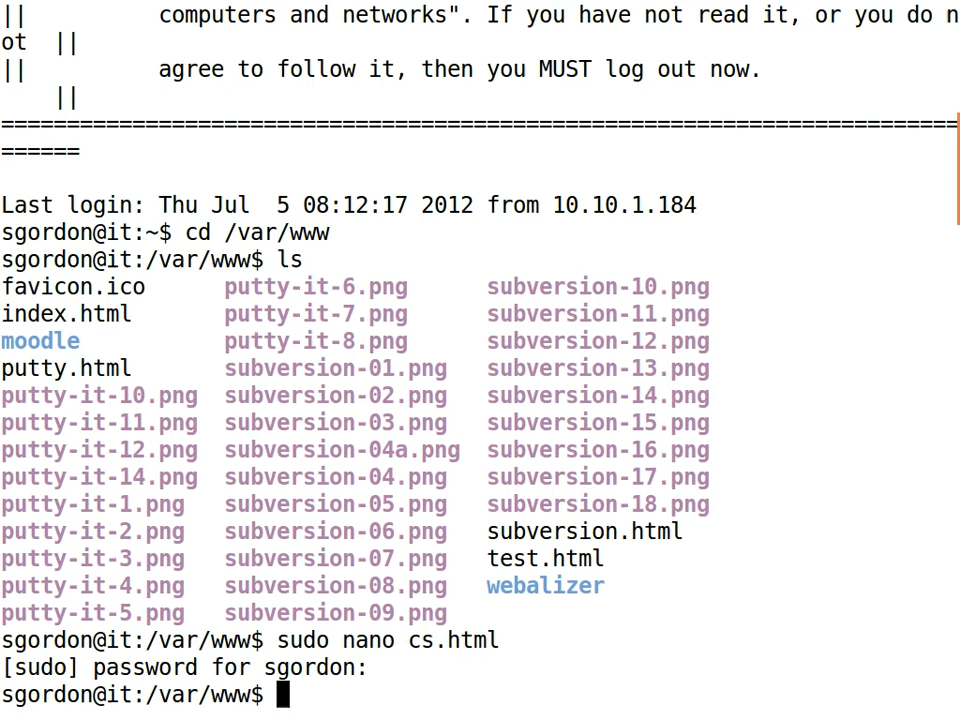 ||      computers and networks". If you have not read it, or you do n
ot  ||
||      agree to follow it, then you MUST log out now.
    ||
=========================================================================
======
Last login: Thu Jul  5 08:12:17 2012 from 10.10.1.184
sgordon@it:~$ cd /var/www
sgordon@it:/var/www$ ls
favicon.ico      putty-it-6.png      subversion-10.png
index.html       putty-it-7.png      subversion-11.png
moodle           putty-it-8.png      subversion-12.png
putty.html       subversion-01.png   subversion-13.png
putty-it-10.png  subversion-02.png   subversion-14.png
putty-it-11.png  subversion-03.png   subversion-15.png
putty-it-12.png  subversion-04a.png  subversion-16.png
putty-it-14.png  subversion-04.png   subversion-17.png
putty-it-1.png   subversion-05.png   subversion-18.png
putty-it-2.png   subversion-06.png   subversion.html
putty-it-3.png   subversion-07.png   test.html
putty-it-4.png   subversion-08.png   webalizer
putty-it-5.png   subversion-09.png
sgordon@it:/var/www$ sudo nano cs.html
[sudo] password for sgordon:
sgordon@it:/var/www$